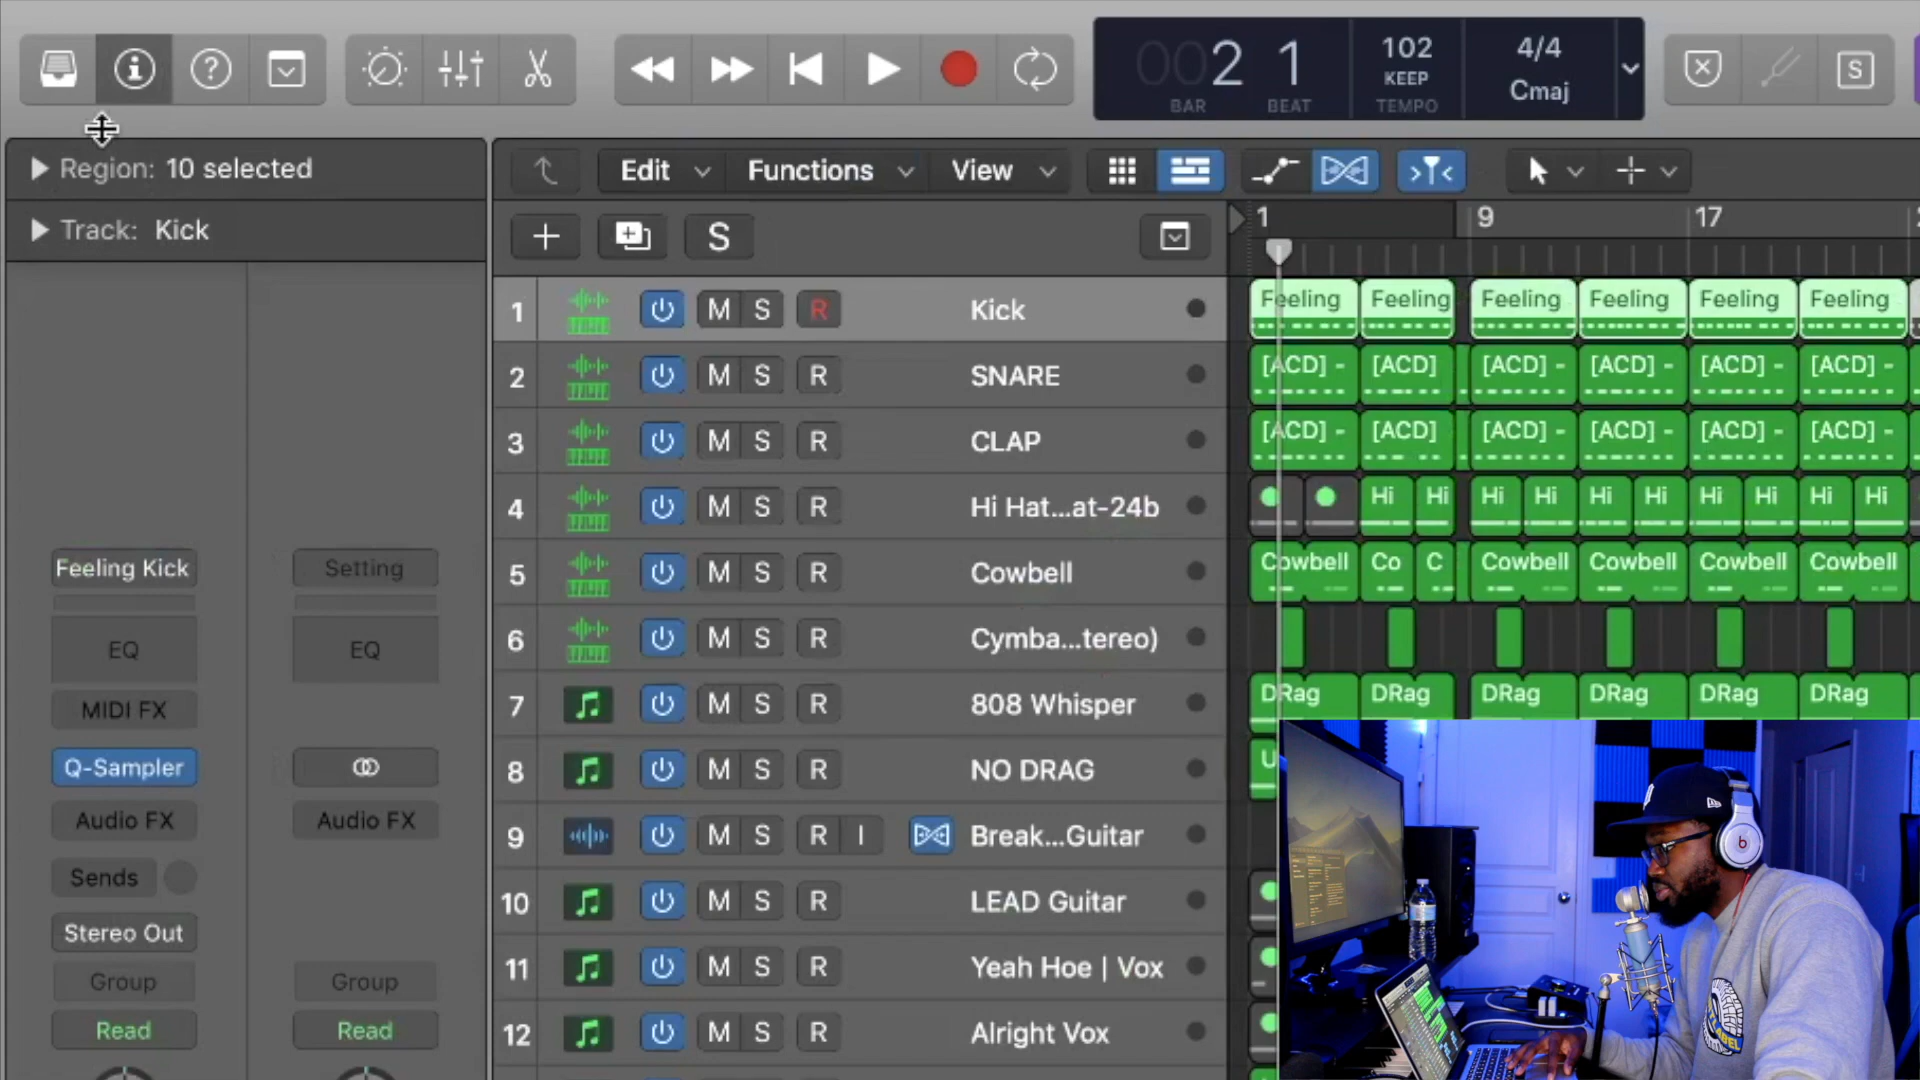 002 1 102 4/4
KEEP Cmaj
BAR BEAT TEMPO
S
Region: 10 selected
Edit Functions View
Track: Kick
S
1 9 17
1 M S R Kick Feeling Feeling Feeling Feeling Feeling Feeling
2 M S R SNARE [ACD] - [ACD] [ACD] - [ACD] - [ACD] - [ACD] -
3 M S R CLAP [ACD] - [ACD] [ACD] - [ACD] - [ACD] - [ACD] -
4 M S R Hi Hat...at-24b Hi Hi Hi Hi Hi Hi Hi Hi Hi Hi
5 M S R Cowbell Cowbell Co C Cowbell Cowbell Cowbell Cowbell
6 M S R Cymba...tereo)
7 M S R 808 Whisper DRag DRag DRag DRag DRag DRag
8 M S R NO DRAG U
9 M S R I Break...Guitar
10 M S R LEAD Guitar
11 M S R Yeah Hoe | Vox
12 M S R Alright Vox
Feeling Kick Setting
EQ EQ
MIDI FX
Q-Sampler
Audio FX Audio FX
Sends
Stereo Out
Group Group
Read Read